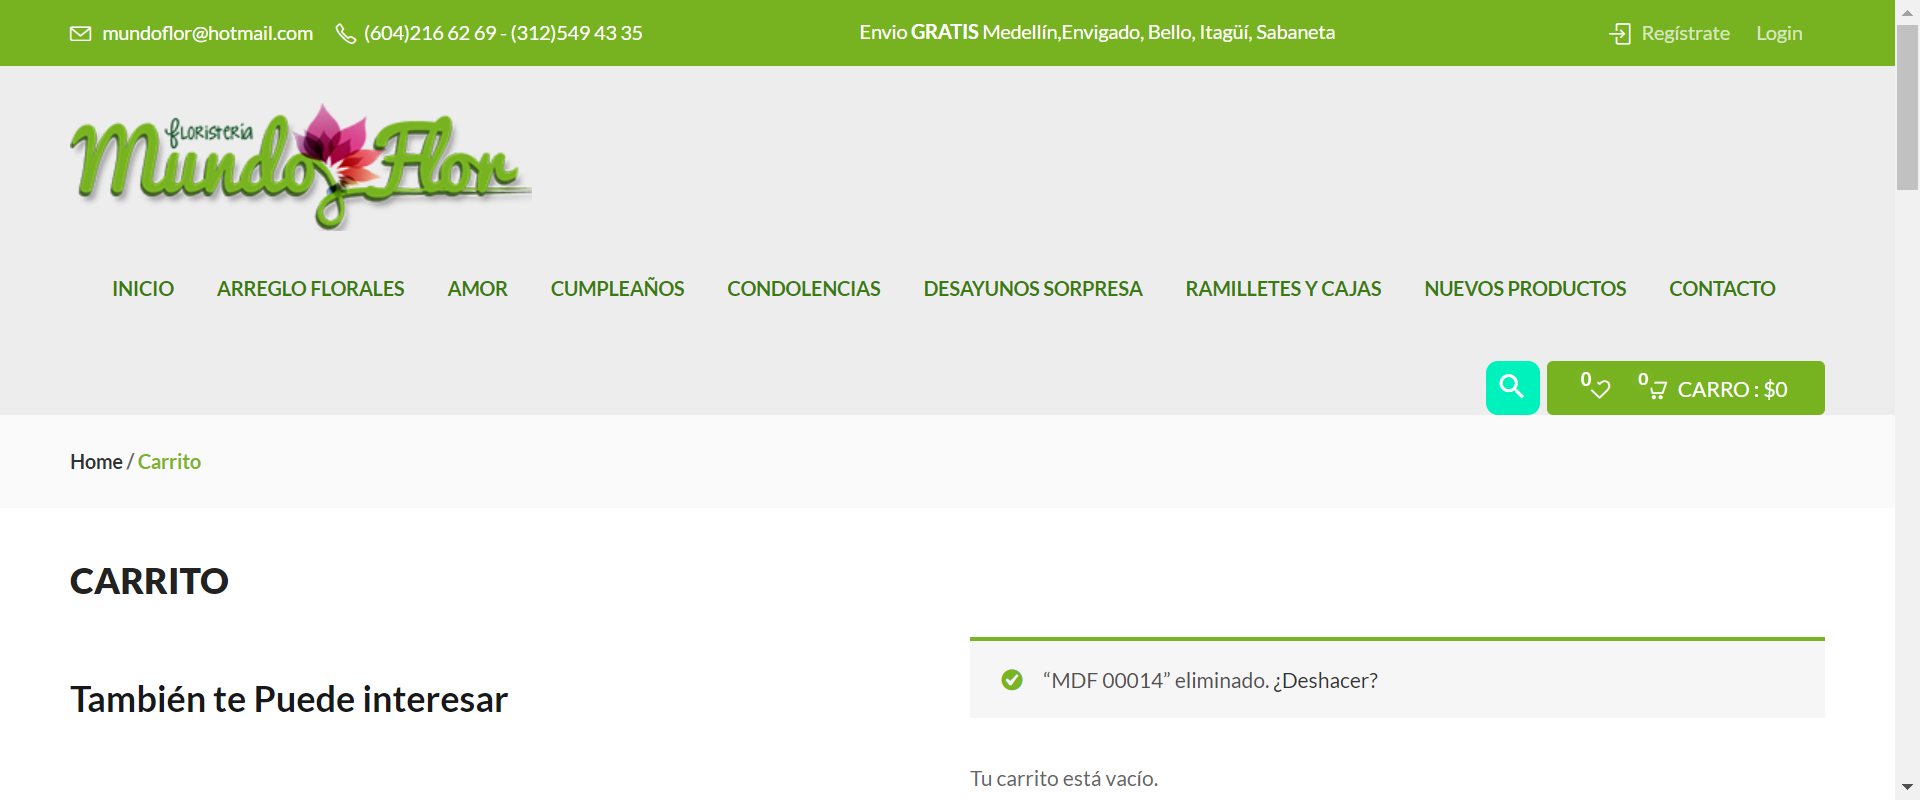 mundoflor@hotmail.com (604)216 62 69 - (312)549 43 35 Envio GRATIS Medellín,Envigado, Bello, Itagüí, Sabaneta Regístrate Login
floristería
Mundo Flor
INICIO ARREGLO FLORALES AMOR CUMPLEAÑOS CONDOLENCIAS DESAYUNOS SORPRESA RAMILLETES Y CAJAS NUEVOS PRODUCTOS CONTACTO
0 0 CARRO : $0
Home / Carrito
CARRITO
También te Puede interesar
“MDF 00014” eliminado. ¿Deshacer?
Tu carrito está vacío.